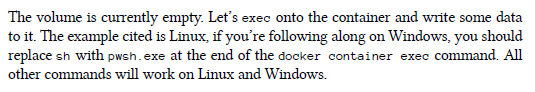 The volume is currently empty. Let’s exec onto the container and write some data
to it. The example cited is Linux, if you’re following along on Windows, you should
replace sh with pwsh.exe at the end of the docker container exec command. All
other commands will work on Linux and Windows.